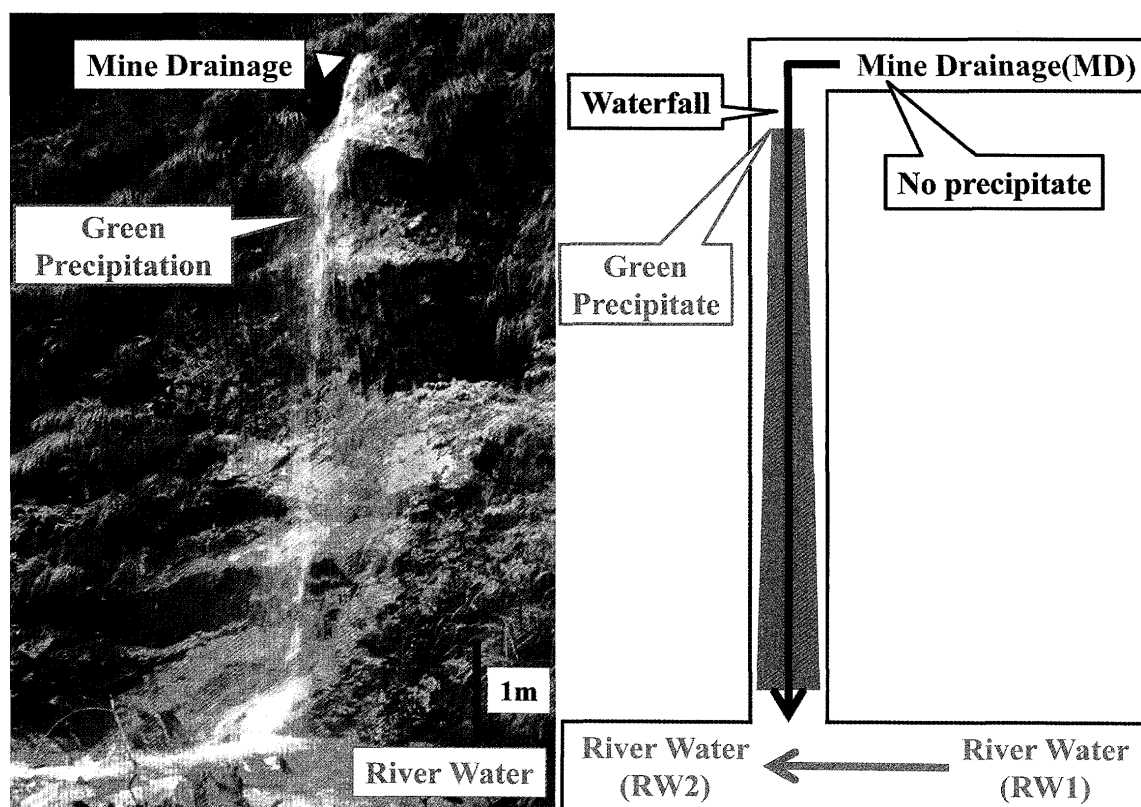 Mine Drainage
Green
Precipitation
1m
River Water
Mine Drainage(MD)
Waterfall
No precipitate
Green
Precipitate
River Water
(RW2)
River Water
(RW1)